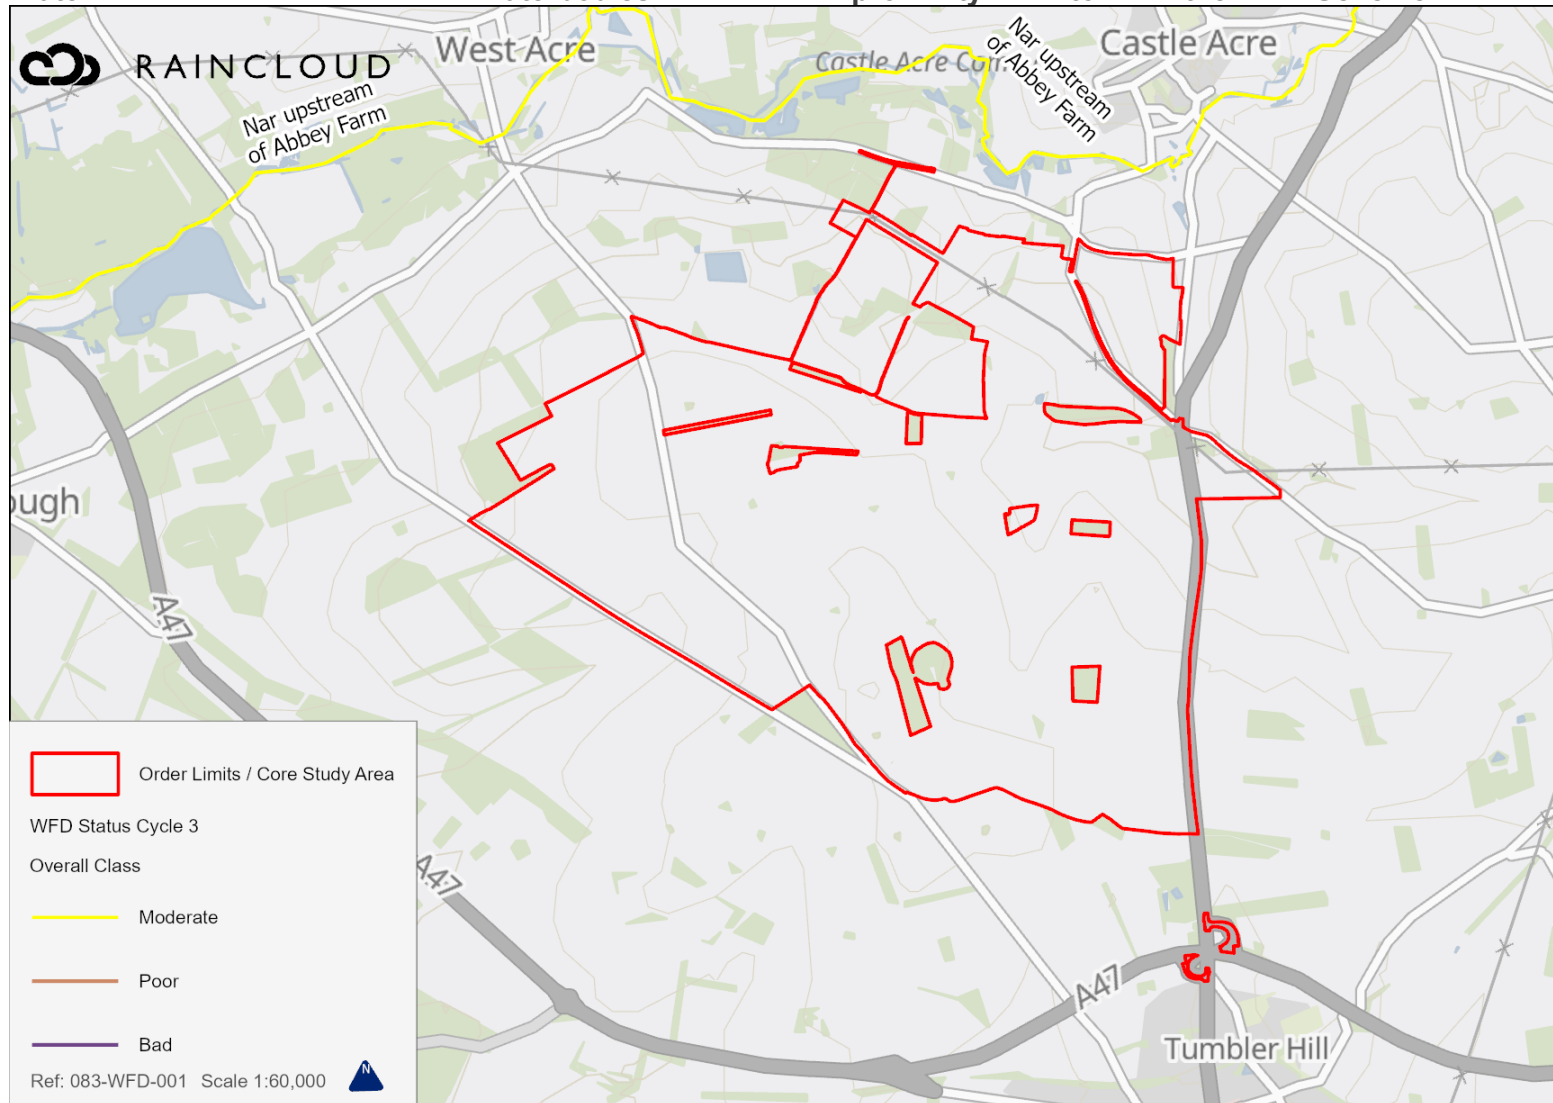 RAINCLOUD
West Acre
Castle Acre Com
Nar upstream
of Abbey Farm
Castle Acre
Nar upstream
of Abbey Farm
ough
A47
A47
A47
Tumbler Hill
Order Limits / Core Study Area
WFD Status Cycle 3
Overall Class
Moderate
Poor
Bad
Ref: 083-WFD-001 Scale 1:60,000
N